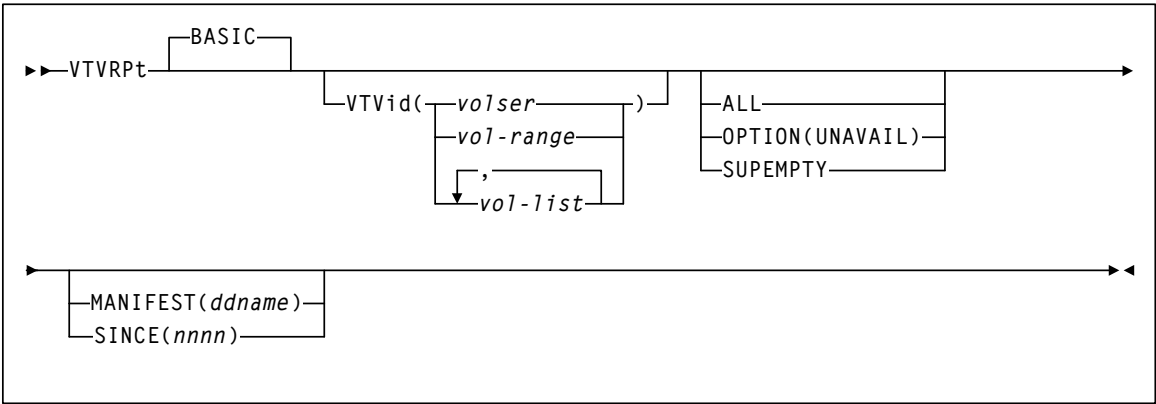 BASIC
VTVRPt
VTVid( volser )
vol-range
,
vol-list
ALL
OPTION(UNAVAIL)
SUPEMPTY
MANIFEST(ddname)
SINCE(nnnn)